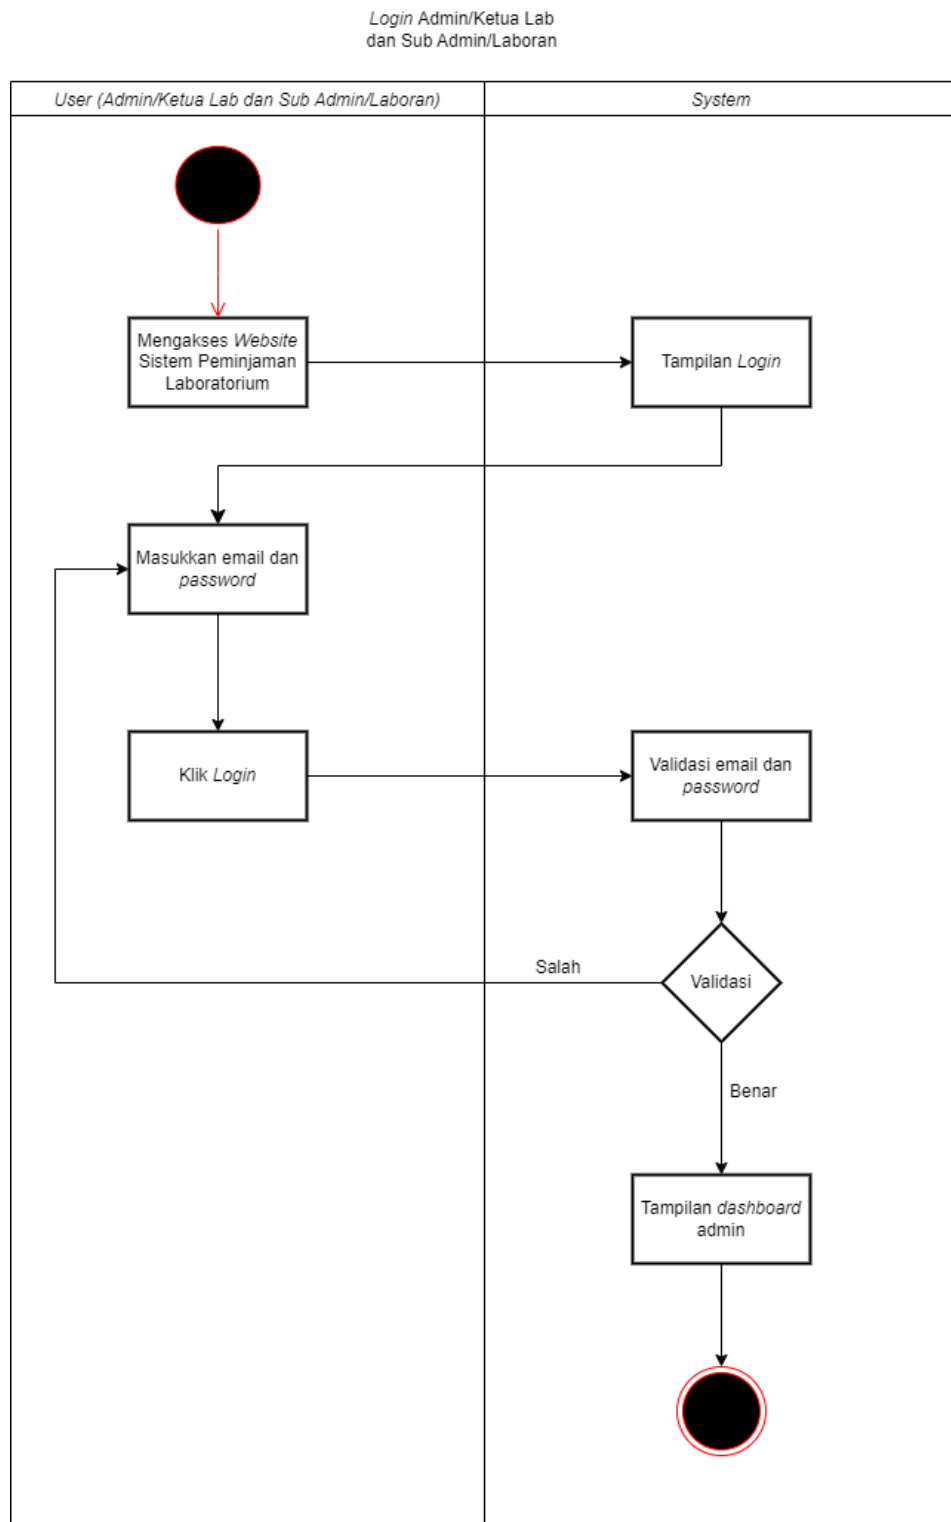 Login Admin/Ketua Lab
dan Sub Admin/Laboran
User (Admin/Ketua Lab dan Sub Admin/Laboran)
System
Mengakses Website
Sistem Peminjaman
Laboratorium
Tampilan Login
Masukkan email dan
password
Klik Login
Validasi email dan
password
Salah
Validasi
Benar
Tampilan dashboard
admin